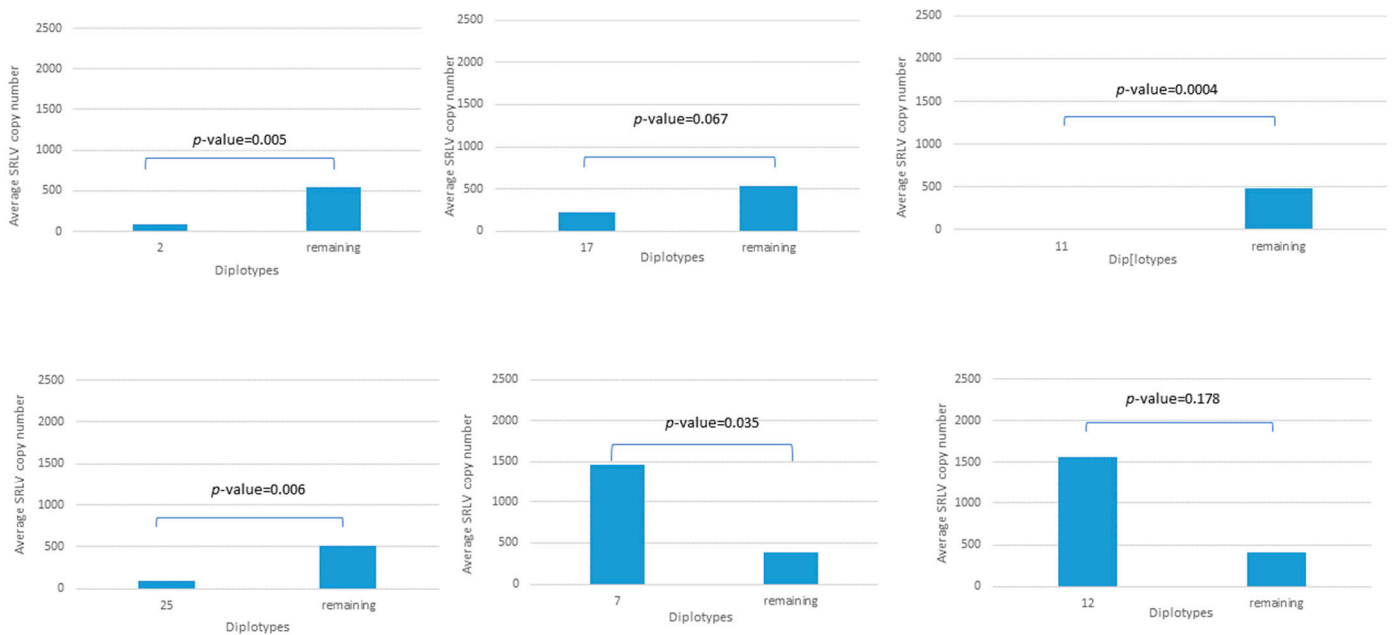 2500
2000
1500
1000
500
0
Average SRLV copy number
p-value=0.005
2 remaining
Diplotypes
2500
2000
1500
1000
500
0
Average SRLV copy number
p-value=0.067
17 remaining
Diplotypes
2500
2000
1500
1000
500
0
Average SRLV copy number
p-value=0.0004
11 remaining
Dip[lotypes
2500
2000
1500
1000
500
0
Average SRLV copy number
p-value=0.006
25 remaining
Diplotypes
2500
2000
1500
1000
500
0
Average SRLV copy number
p-value=0.035
7 remaining
Diplotypes
2500
2000
1500
1000
500
0
Average SRLV copy number
p-value=0.178
12 remaining
Diplotypes